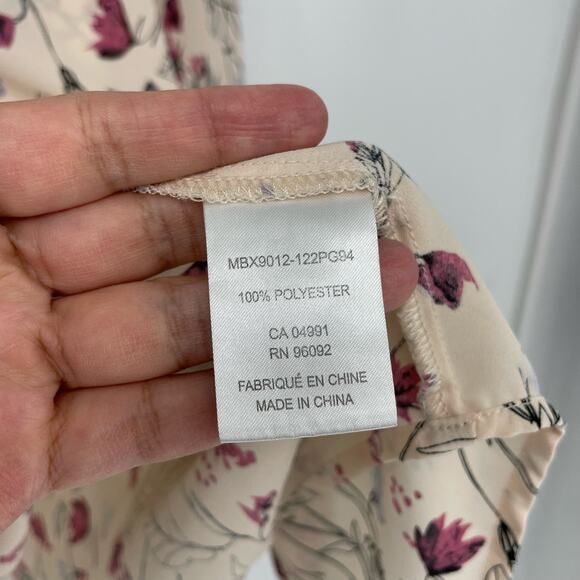 MBX9012-122PG94
100% POLYESTER
CA 04991
RN 96092
FABRIQUÉ EN CHINE
MADE IN CHINA